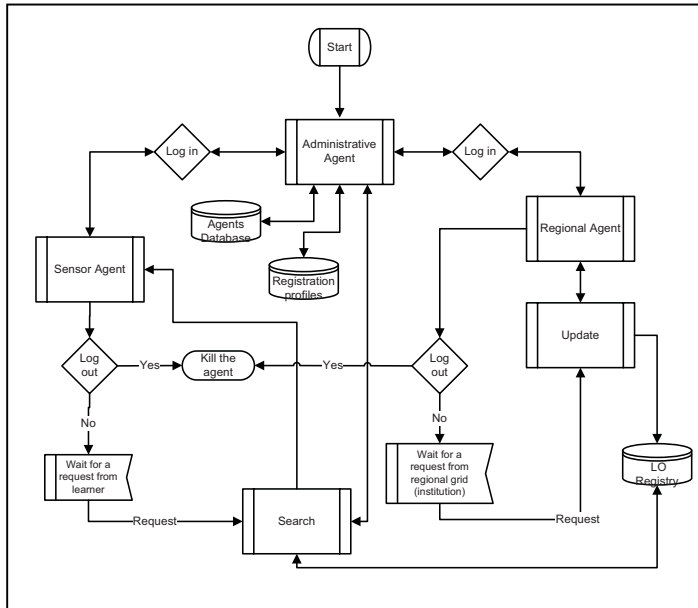 Start
Administrative
Agent
Log in
Log in
Agents
Database
Regional Agent
Sensor Agent
Registration
profiles
Update
Log
out
Yes
Kill the
agent
Yes
Log
out
No
No
Wait for a
request from
learner
Wait for a
request from
regional grid
(institution)
LO
Registry
Request
Search
Request